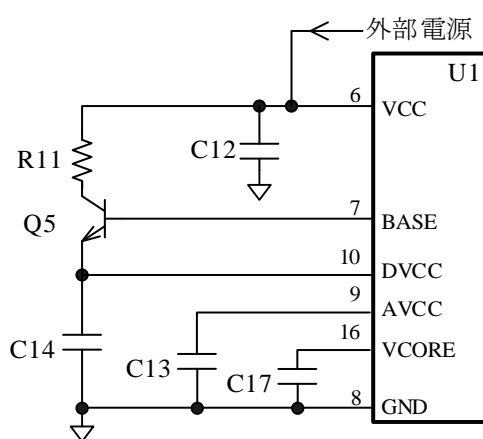 外部電源
U1
6
VCC
C12
R11
7
BASE
Q5
10
DVCC
9
AVCC
16
VCORE
C14
C13
C17
8
GND